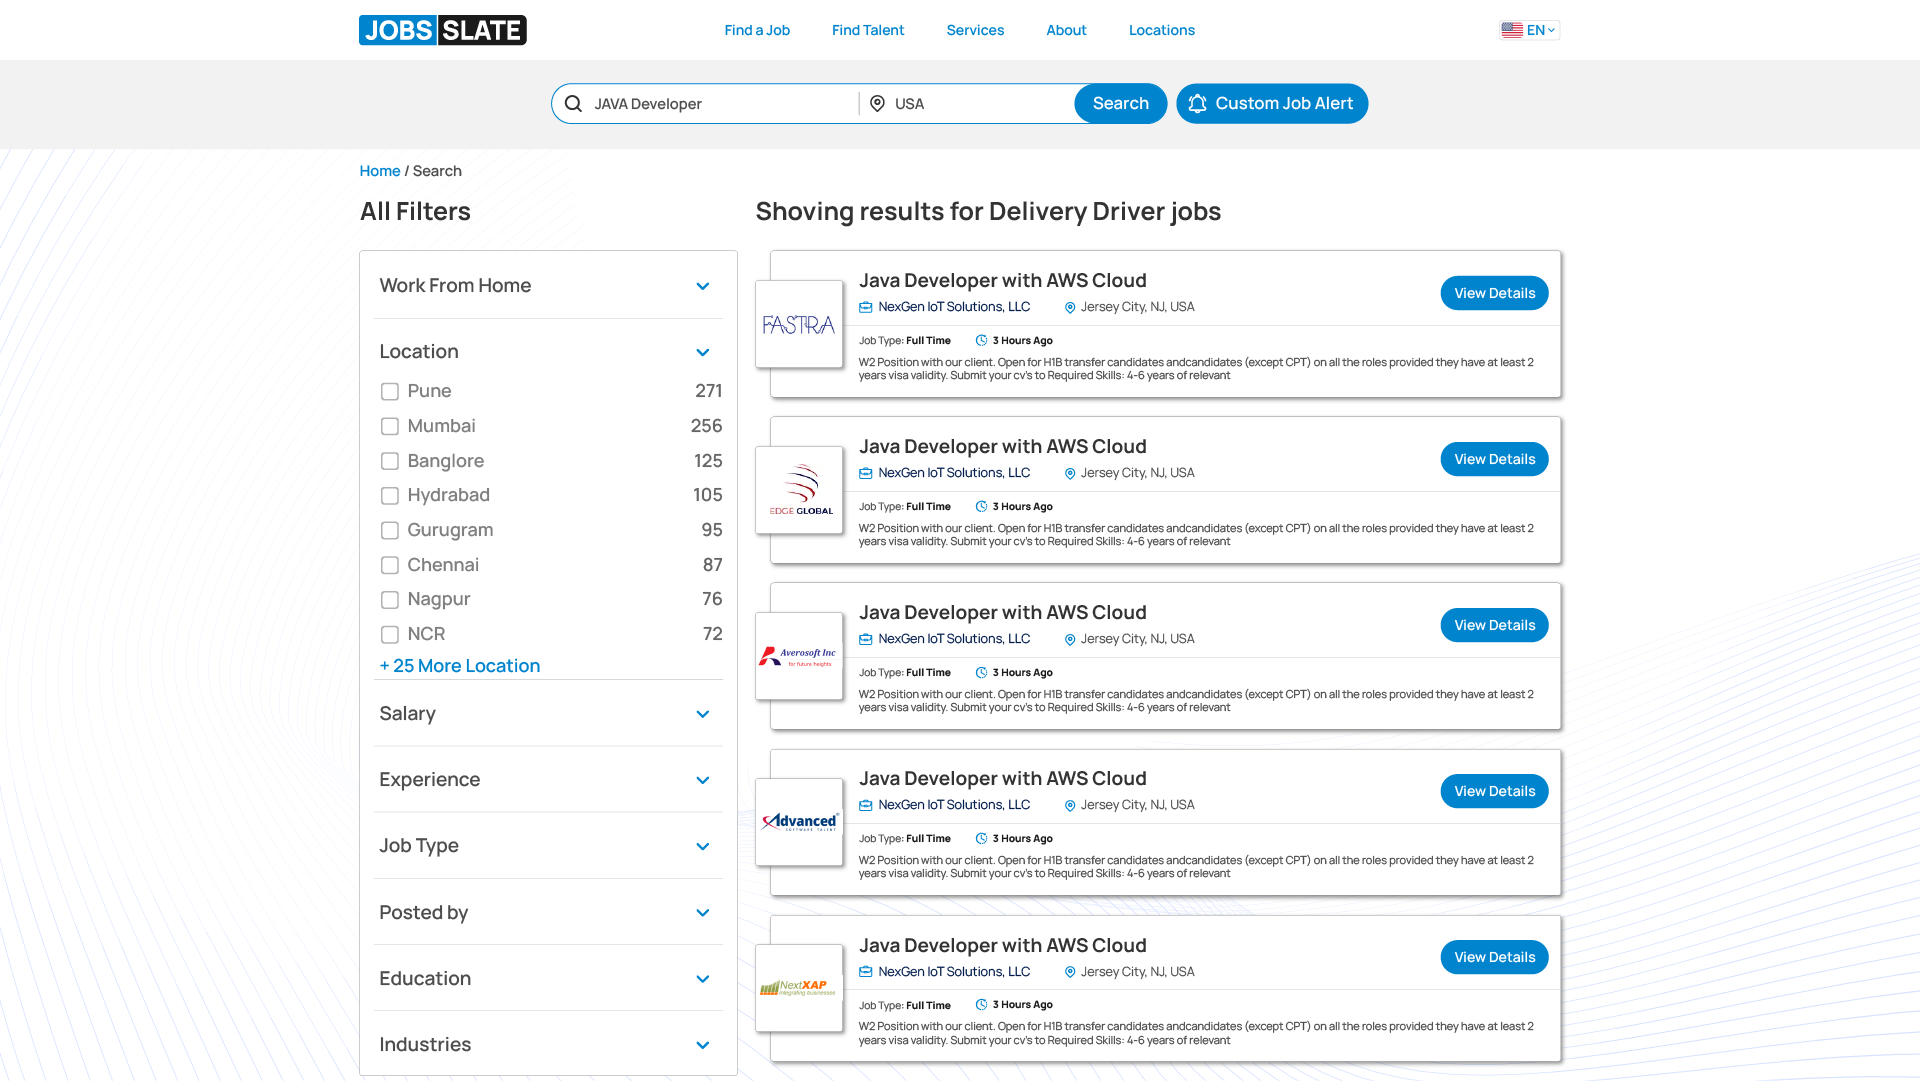 JOBS SLATE
Find a Job
Find Talent
Services
About
Locations
EN
JAVA Developer
USA
Search
Custom Job Alert
Home / Search
All Filters
Work From Home
Location
Pune 271
Mumbai 256
Banglore 125
Hydrabad 105
Gurugram 95
Chennai 87
Nagpur 76
NCR 72
+ 25 More Location
Salary
Experience
Job Type
Posted by
Education
Industries
Shoving results for Delivery Driver jobs
FASTRA
Java Developer with AWS Cloud
NexGen IoT Solutions, LLC
Jersey City, NJ, USA
View Details
Job Type: Full Time
3 Hours Ago
W2 Position with our client. Open for H1B transfer candidates andcandidates (except CPT) on all the roles provided they have at least 2
years visa validity. Submit your cv's to Required Skills: 4-6 years of relevant
EDGE GLOBAL
Java Developer with AWS Cloud
NexGen IoT Solutions, LLC
Jersey City, NJ, USA
View Details
Job Type: Full Time
3 Hours Ago
W2 Position with our client. Open for H1B transfer candidates andcandidates (except CPT) on all the roles provided they have at least 2
years visa validity. Submit your cv's to Required Skills: 4-6 years of relevant
Averosoft Inc
for future heights
Java Developer with AWS Cloud
NexGen IoT Solutions, LLC
Jersey City, NJ, USA
View Details
Job Type: Full Time
3 Hours Ago
W2 Position with our client. Open for H1B transfer candidates andcandidates (except CPT) on all the roles provided they have at least 2
years visa validity. Submit your cv's to Required Skills: 4-6 years of relevant
Advanced
SOFTWARE TALENT
Java Developer with AWS Cloud
NexGen IoT Solutions, LLC
Jersey City, NJ, USA
View Details
Job Type: Full Time
3 Hours Ago
W2 Position with our client. Open for H1B transfer candidates andcandidates (except CPT) on all the roles provided they have at least 2
years visa validity. Submit your cv's to Required Skills: 4-6 years of relevant
NextXAP
integrating businesses
Java Developer with AWS Cloud
NexGen IoT Solutions, LLC
Jersey City, NJ, USA
View Details
Job Type: Full Time
3 Hours Ago
W2 Position with our client. Open for H1B transfer candidates andcandidates (except CPT) on all the roles provided they have at least 2
years visa validity. Submit your cv's to Required Skills: 4-6 years of relevant